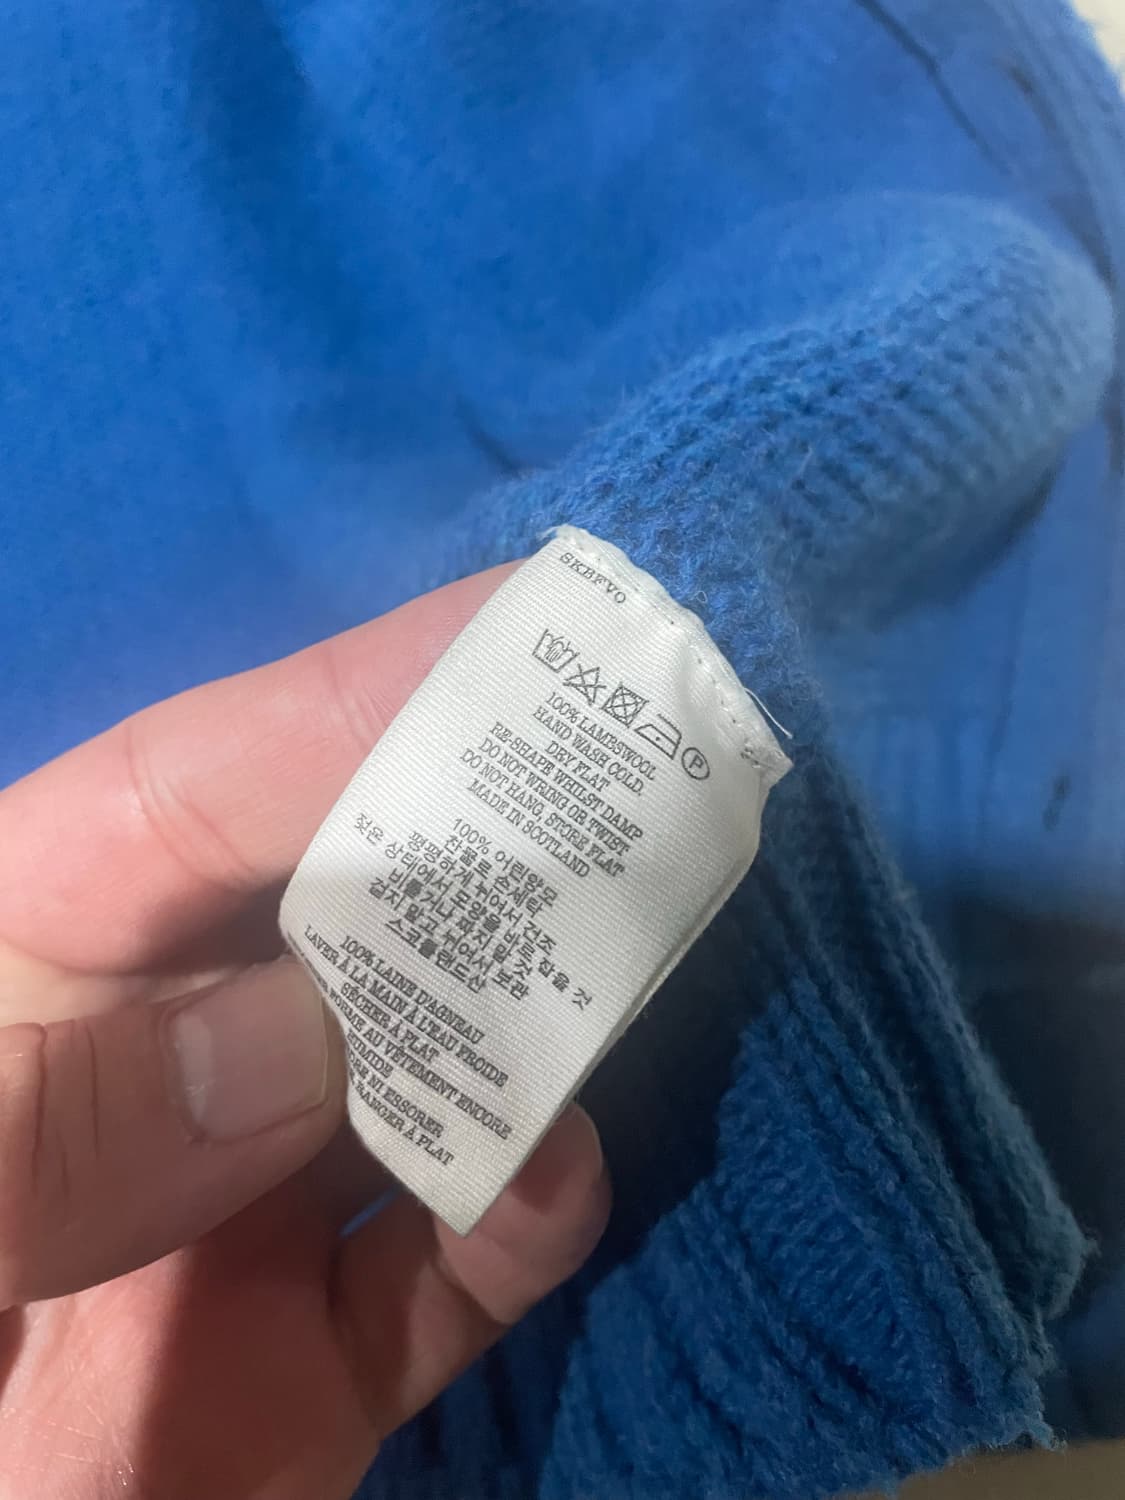 SKBFVO
P
100% LAMBSWOOL
HAND WASH COLD.
DRY FLAT
RE-SHAPE WHILST DAMP
DO NOT WRING OR TWIST
DO NOT HANG, STORE FLAT
MADE IN SCOTLAND
100% 어린양모
찬물로 손세탁
평평하게 뉘어서 건조
젖은 상태에서 모양을 바로 잡을 것
비틀거나 짜지 말 것
걸지 말고 뉘어서 보관
스코틀랜드산
100% LAINE D'AGNEAU
LAVER À LA MAIN À L'EAU FROIDE
SÉCHER À PLAT
AU VÊTEMENT ENCORE
NI ESSORER
RANGER À PLAT